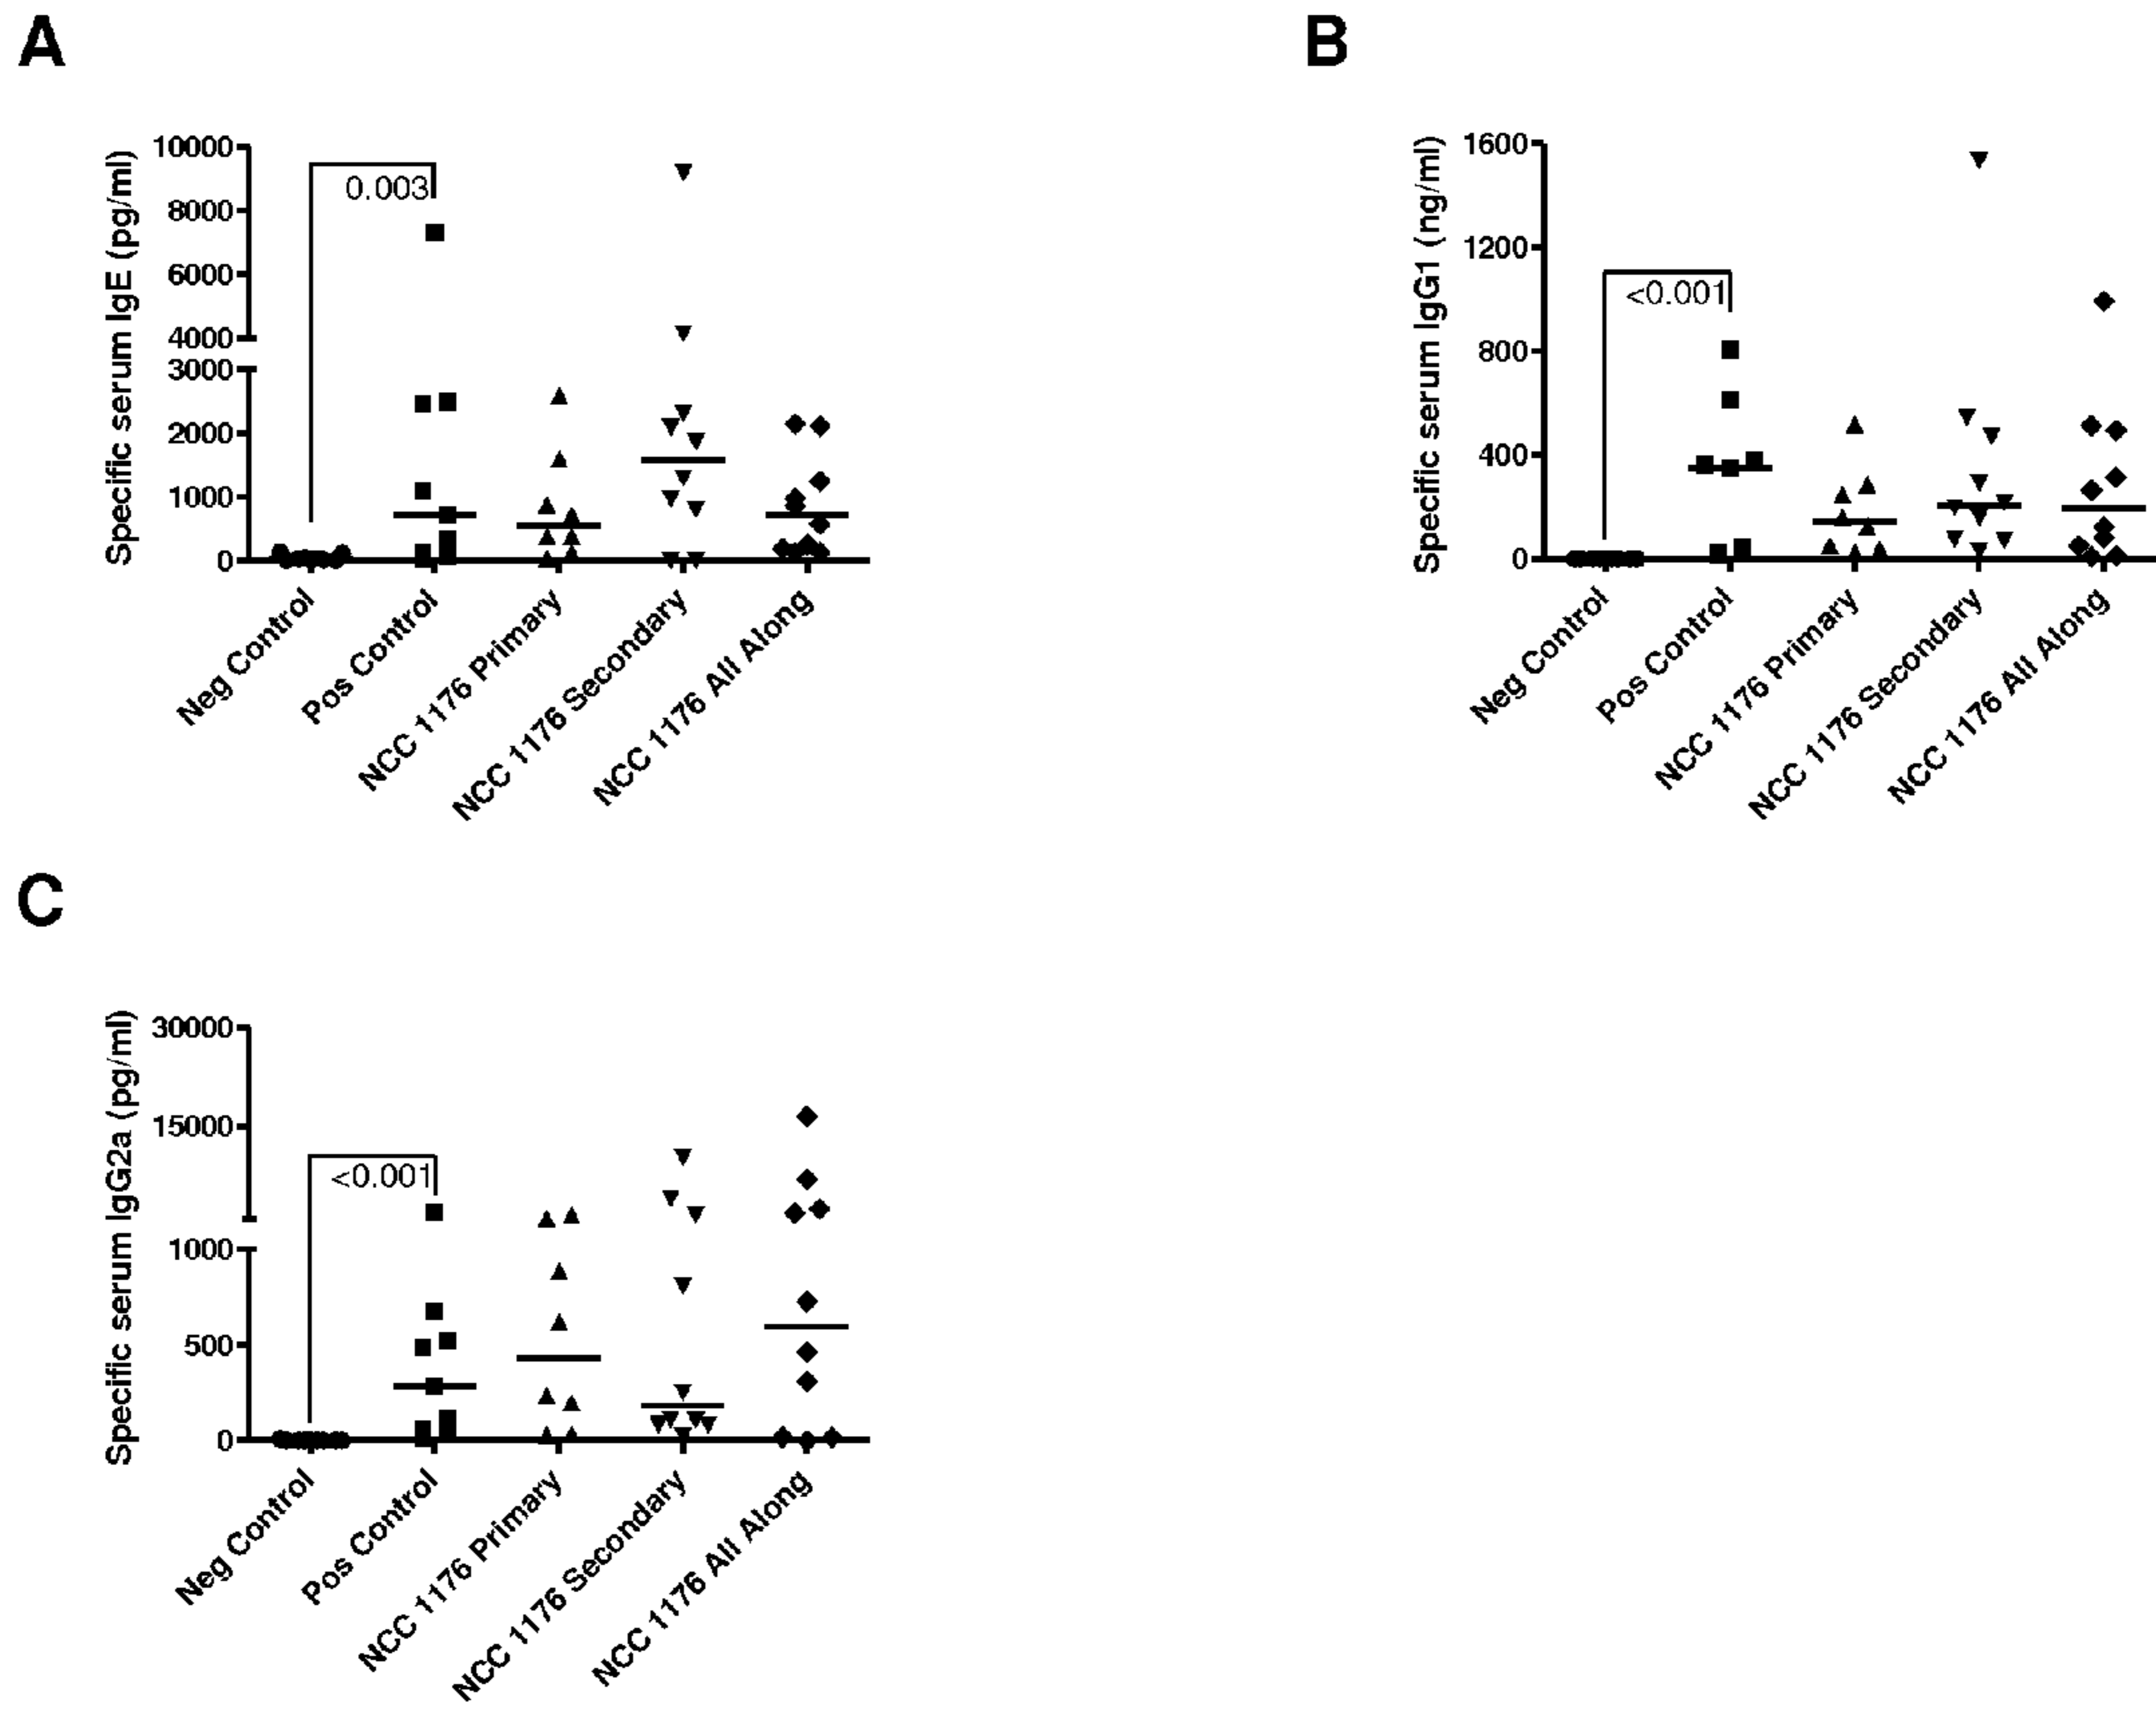 A
Specific serum IgE (pg/ml)
10000
8000
6000
4000
3000
2000
1000
0
0.003
Neg Control
Pos Control
NCC 1176 Primary
NCC 1176 Secondary
NCC 1176 All Along
B
Specific serum IgG1 (ng/ml)
1600
1200
800
400
0
<0.001
Neg Control
Pos Control
NCC 1176 Primary
NCC 1176 Secondary
NCC 1176 All Along
C
Specific serum IgG2a (pg/ml)
30000
15000
1000
500
0
<0.001
Neg Control
Pos Control
NCC 1176 Primary
NCC 1176 Secondary
NCC 1176 All Along